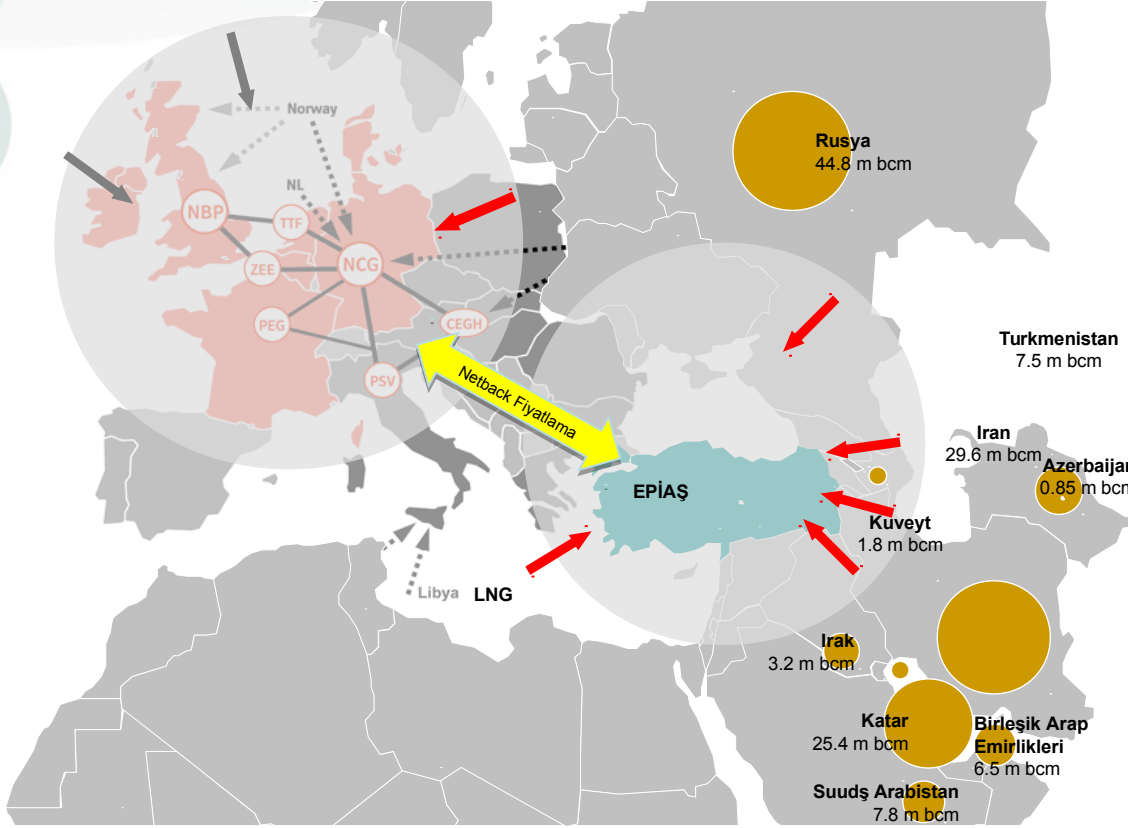 Norway
NL
NBP
TTF
ZEE
NCG
PEG
CEGH
PSV
Netback Fiyatlama
EPİAŞ
Libya
LNG
Rusya
44.8 m bcm
Turkmenistan
7.5 m bcm
Iran
29.6 m bcm
Azerbaijan
0.85 m bcm
Kuveyt
1.8 m bcm
Irak
3.2 m bcm
Katar
25.4 m bcm
Birleşik Arap
Emirlikleri
6.5 m bcm
Suudş Arabistan
7.8 m bcm